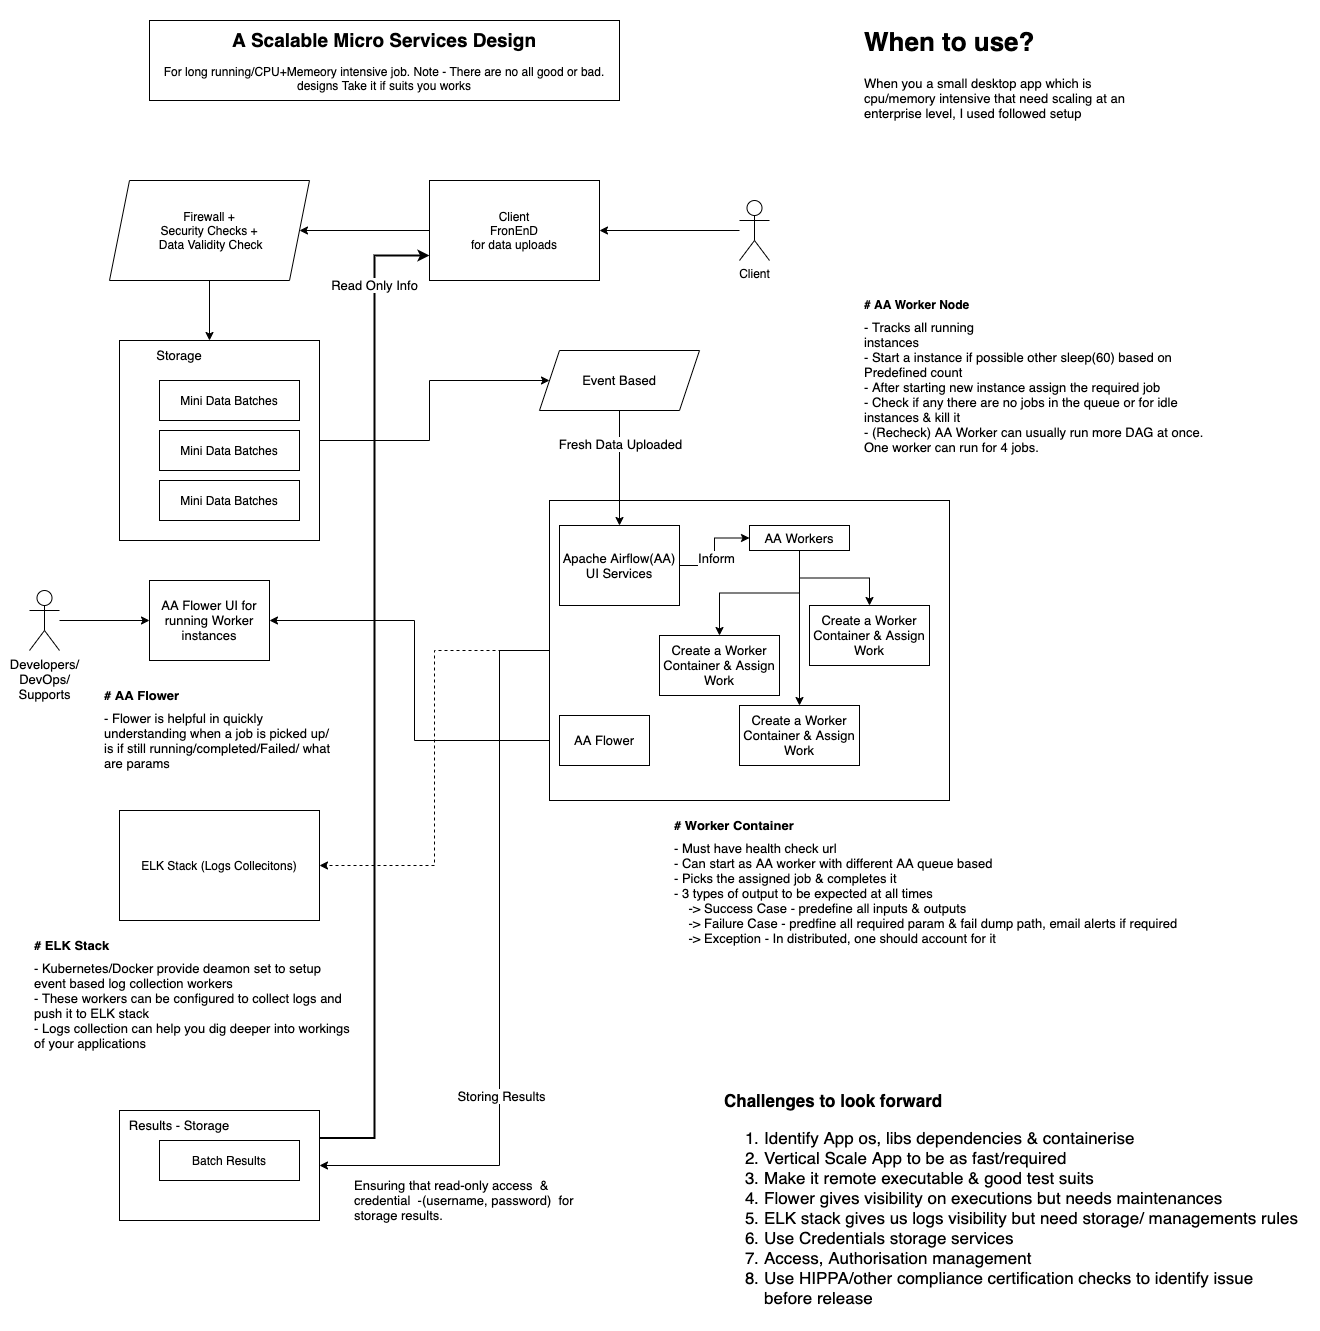 A Scalable Micro Services Design
For long running/CPU+Memeory intensive job. Note - There are no all good or bad.
designs Take it if suits you works
When to use?
When you a small desktop app which is
cpu/memory intensive that need scaling at an
enterprise level, I used followed setup
Firewall +
Security Checks +
Data Validity Check
Client
FronEnD
for data uploads
Client
Read Only Info
# AA Worker Node
- Tracks all running
instances
- Start a instance if possible other sleep(60) based on
Predefined count
- After starting new instance assign the required job
- Check if any there are no jobs in the queue or for idle
instances & kill it
- (Recheck) AA Worker can usually run more DAG at once.
One worker can run for 4 jobs.
Storage
Mini Data Batches
Mini Data Batches
Mini Data Batches
Event Based
Fresh Data Uploaded
Apache Airflow(AA)
UI Services
Inform
AA Workers
Create a Worker
Container & Assign
Work
Create a Worker
Container & Assign
Work
Create a Worker
Container & Assign
Work
AA Flower
AA Flower UI for
running Worker
instances
Developers/
DevOps/
Supports
# AA Flower
- Flower is helpful in quickly
understanding when a job is picked up/
is if still running/completed/Failed/ what
are params
# Worker Container
- Must have health check url
- Can start as AA worker with different AA queue based
- Picks the assigned job & completes it
- 3 types of output to be expected at all times
-> Success Case - predefine all inputs & outputs
-> Failure Case - predfine all required param & fail dump path, email alerts if required
-> Exception - In distributed, one should account for it
ELK Stack (Logs Collecitons)
# ELK Stack
- Kubernetes/Docker provide deamon set to setup
event based log collection workers
- These workers can be configured to collect logs and
push it to ELK stack
- Logs collection can help you dig deeper into workings
of your applications
Storing Results
Results - Storage
Batch Results
Ensuring that read-only access &
credential -(username, password) for
storage results.
Challenges to look forward
1. Identify App os, libs dependencies & containerise
2. Vertical Scale App to be as fast/required
3. Make it remote executable & good test suits
4. Flower gives visibility on executions but needs maintenances
5. ELK stack gives us logs visibility but need storage/ managements rules
6. Use Credentials storage services
7. Access, Authorisation management
8. Use HIPPA/other compliance certification checks to identify issue
before release